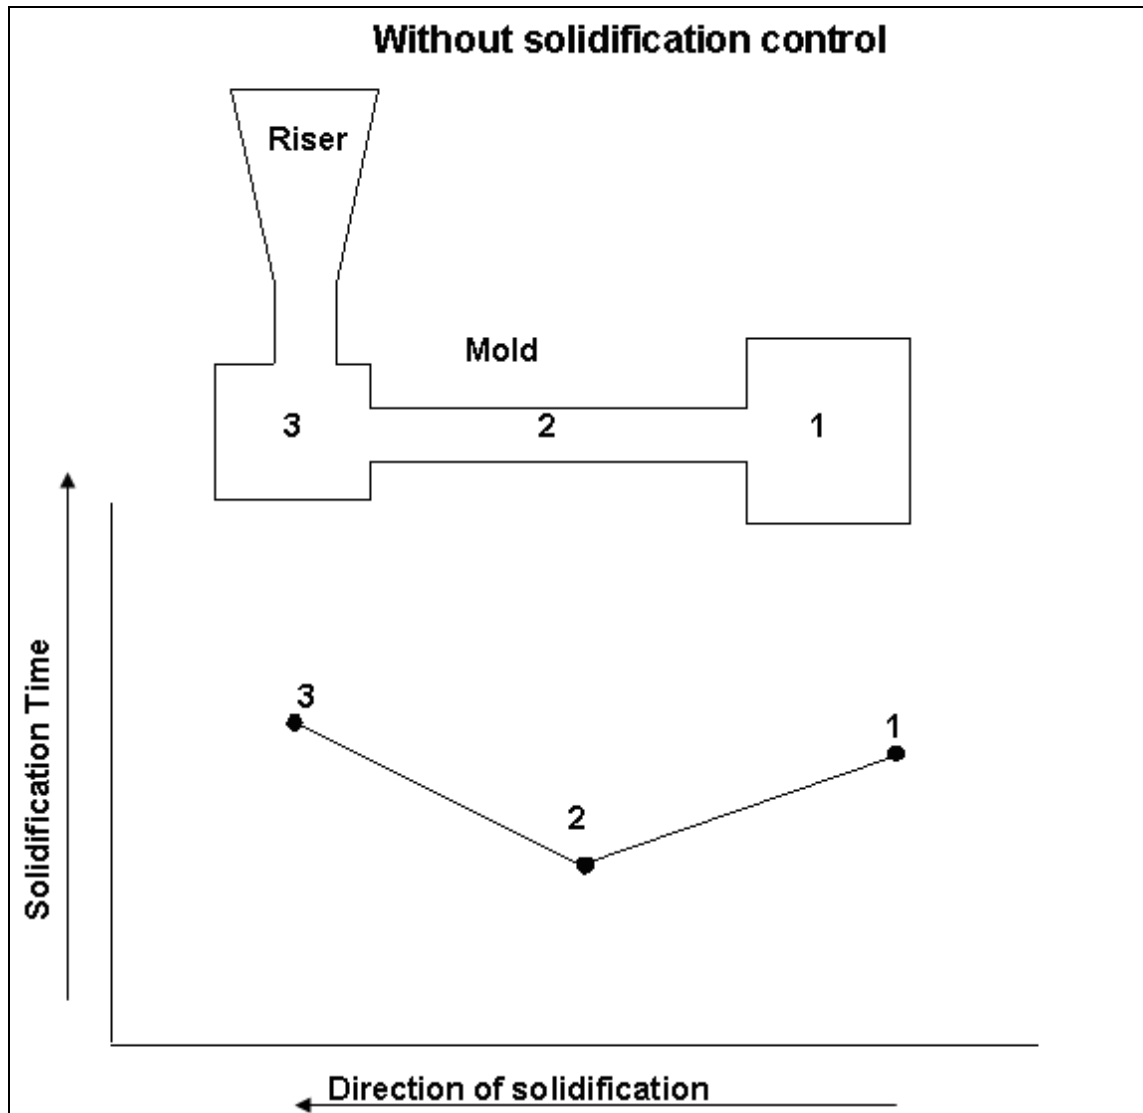 Without solidification control
Riser
Mold
3
2
1
3
1
2
Solidification Time
Direction of solidification